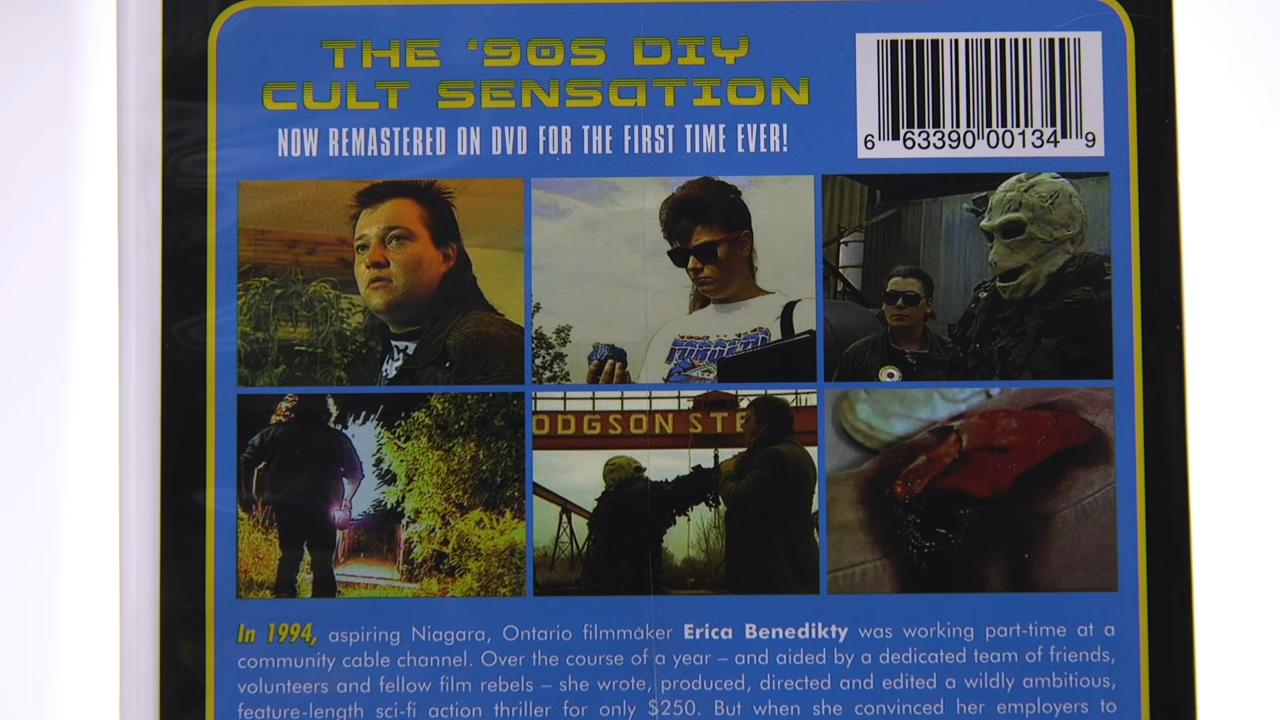 THE '90S DIY
CULT SENSATION
NOW REMASTERED ON DVD FOR THE FIRST TIME EVER!
6 63390 00134 9
TORONTO
ODGSON STE
In 1994, aspiring Niagara, Ontario filmmaker Erica Benedikty was working part-time at a
community cable channel. Over the course of a year – and aided by a dedicated team of friends,
volunteers and fellow film rebels – she wrote, produced, directed and edited a wildly ambitious,
feature-length sci-fi action thriller for only $250. But when she convinced her employers to